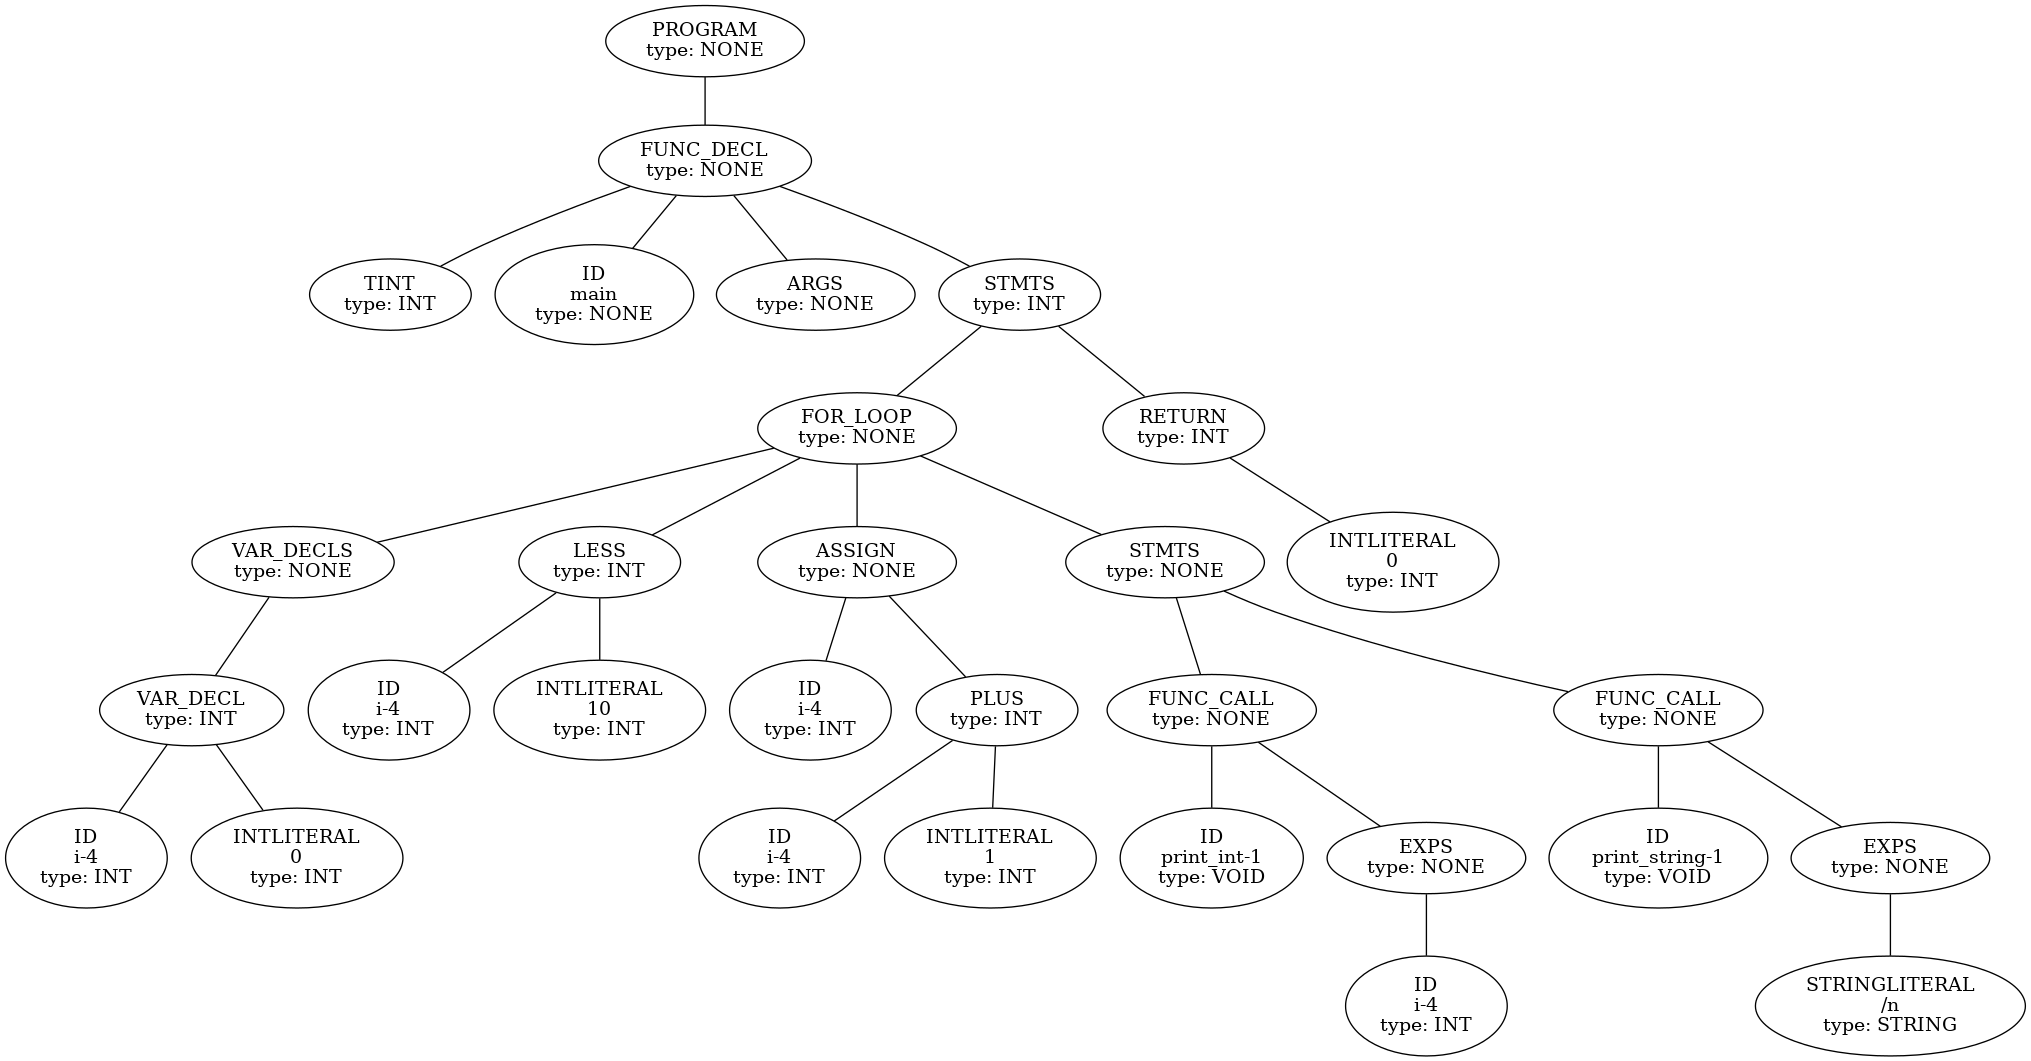 PROGRAM
type: NONE
FUNC_DECL
type: NONE
TINT
type: INT
ID
main
type: NONE
ARGS
type: NONE
STMTS
type: INT
FOR_LOOP
type: NONE
RETURN
type: INT
VAR_DECLS
type: NONE
LESS
type: INT
ASSIGN
type: NONE
STMTS
type: NONE
INTLITERAL
0
type: INT
VAR_DECL
type: INT
ID
i-4
type: INT
INTLITERAL
10
type: INT
ID
i-4
type: INT
PLUS
type: INT
FUNC_CALL
type: NONE
FUNC_CALL
type: NONE
ID
i-4
type: INT
INTLITERAL
0
type: INT
ID
i-4
type: INT
INTLITERAL
1
type: INT
ID
print_int-1
type: VOID
EXPS
type: NONE
ID
print_string-1
type: VOID
EXPS
type: NONE
ID
i-4
type: INT
STRINGLITERAL
/n
type: STRING